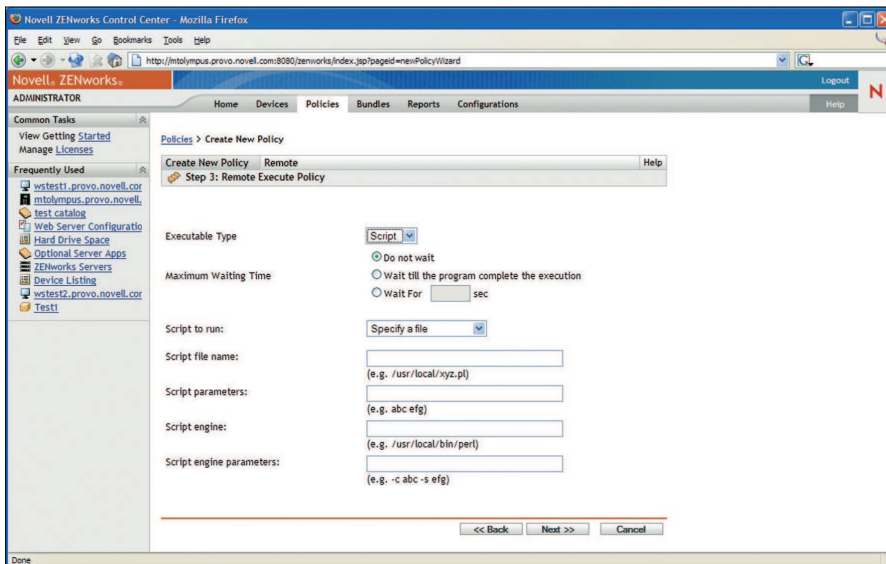 Novell ZENworks Control Center - Mozilla Firefox
File Edit View Go Bookmarks Tools Help
http://mtolympus.provo.novell.com:8080/zenworks/index.jsp?pageid=newPolicyWizard
G
Novell® ZENworks®
Logout
N
ADMINISTRATOR
Home Devices Policies Bundles Reports Configurations
Help
Common Tasks
View Getting Started
Manage Licenses
Frequently Used
wstest1.provo.novell.cor
mtolympus.provo.novell.
test catalog
Web Server Configuratio
Hard Drive Space
Optional Server Apps
ZENworks Servers
Device Listing
wstest2.provo.novell.cor
Test1
Policies > Create New Policy
Create New Policy Remote Help
Step 3: Remote Execute Policy
Executable Type Script
Do not wait
Maximum Waiting Time Wait till the program complete the execution
Wait For sec
Script to run: Specify a file
Script file name:
(e.g. /usr/local/xyz.pl)
Script parameters:
(e.g. abc efg)
Script engine:
(e.g. /usr/local/bin/perl)
Script engine parameters:
(e.g. -c abc -s efg)
<< Back Next >> Cancel
Done